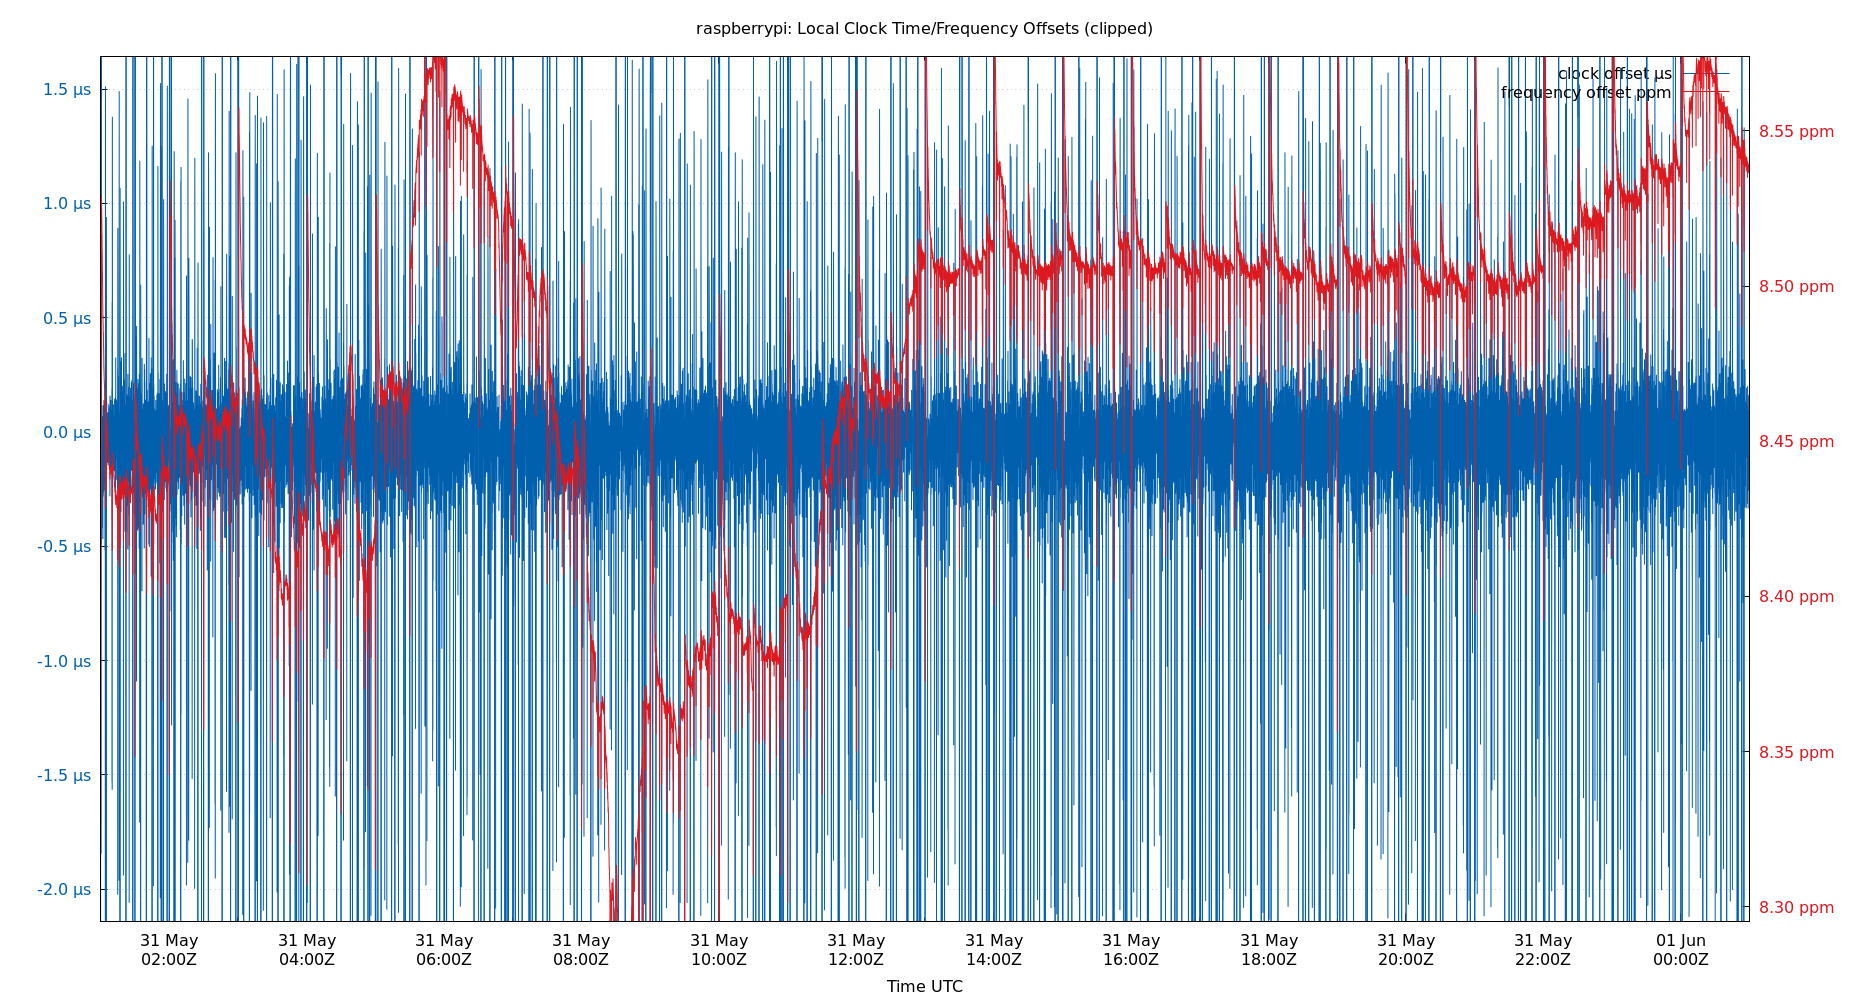 raspberrypi: Local Clock Time/Frequency Offsets (clipped)
clock offset µs
frequency offset ppm
1.5 µs
1.0 µs
0.5 µs
0.0 µs
-0.5 µs
-1.0 µs
-1.5 µs
-2.0 µs
8.55 ppm
8.50 ppm
8.45 ppm
8.40 ppm
8.35 ppm
8.30 ppm
31 May 31 May 31 May 31 May 31 May 31 May 31 May 31 May 31 May 31 May 31 May 01 Jun
02:00Z 04:00Z 06:00Z 08:00Z 10:00Z 12:00Z 14:00Z 16:00Z 18:00Z 20:00Z 22:00Z 00:00Z
Time UTC